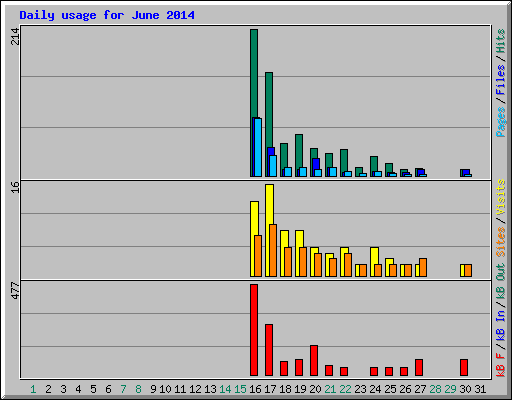 Daily usage for June 2014
214
Pages / Files / Hits
16
Sites / Visits
477
kB F / kB In / kB Out
1 2 3 4 5 6 7 8 9 10 11 12 13 14 15 16 17 18 19 20 21 22 23 24 25 26 27 28 29 30 31